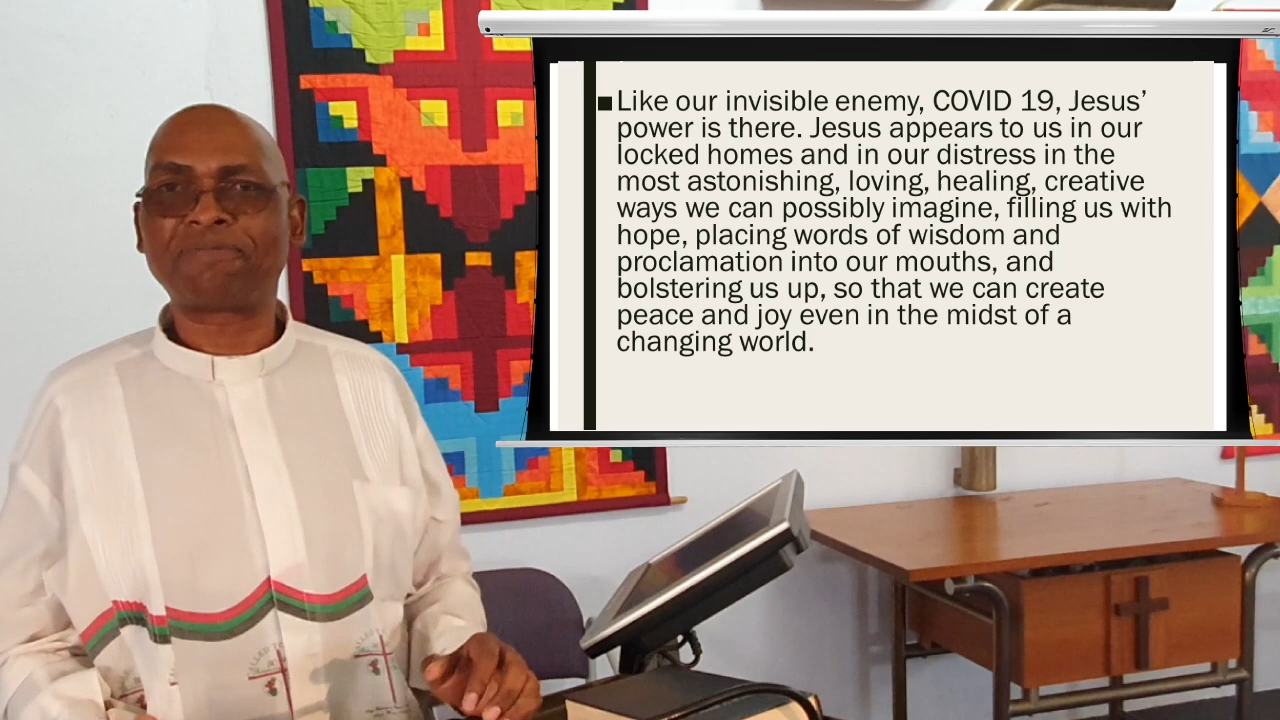 Like our invisible enemy, COVID 19, Jesus’
power is there. Jesus appears to us in our
locked homes and in our distress in the
most astonishing, loving, healing, creative
ways we can possibly imagine, filling us with
hope, placing words of wisdom and
proclamation into our mouths, and
bolstering us up, so that we can create
peace and joy even in the midst of a
changing world.